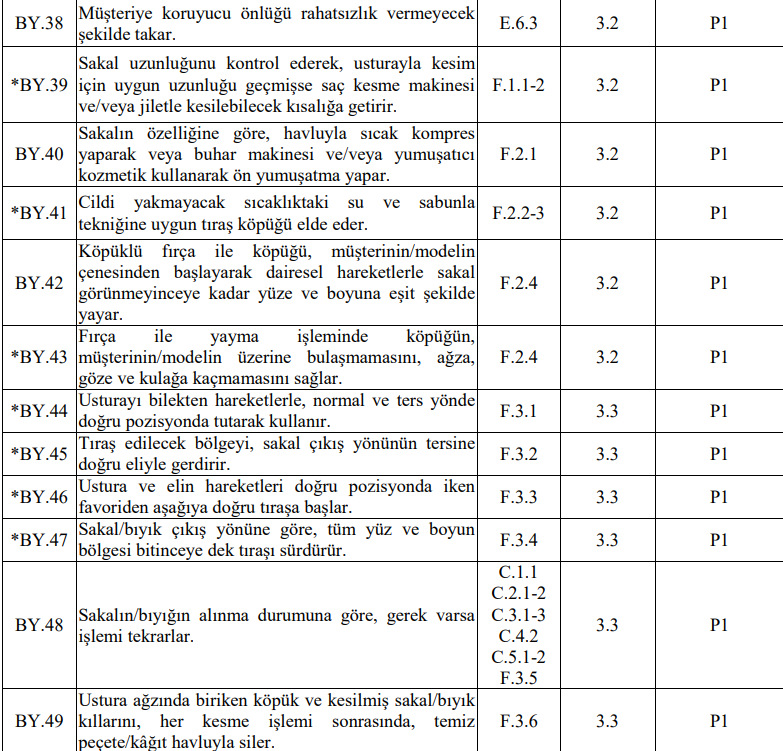 BY.38 Müşteriye koruyucu önlüğü rahatsızlık vermeyecek E.6.3 3.2 P1
şekilde takar.
Sakal uzunluğunu kontrol ederek, usturayla kesim
*BY.39 için uygun uzunluğu geçmişse saç kesme makinesi F.1.1-2 3.2 P1
ve/veya jiletle kesilebilecek kısalığa getirir.
Sakalın özelliğine göre, havluyla sıcak kompres
BY.40 yaparak veya buhar makinesi ve/veya yumuşatıcı F.2.1 3.2 P1
kozmetik kullanarak ön yumuşatma yapar.
*BY.41 Cildi yakmayacak sıcaklıktaki su ve sabunla F.2.2-3 3.2 P1
tekniğine uygun tıraş köpüğü elde eder.
Köpüklü fırça ile köpüğü, müşterinin/modelin
BY.42 çenesinden başlayarak dairesel hareketlerle sakal F.2.4 3.2 P1
görünmeyinceye kadar yüze ve boyuna eşit şekilde
yayar.
Fırça ile yayma işleminde köpüğün,
*BY.43 müşterinin/modelin üzerine bulaşmamasını, ağza, F.2.4 3.2 P1
göze ve kulağa kaçmamasını sağlar.
*BY.44 Usturayı bilekten hareketlerle, normal ve ters yönde F.3.1 3.3 P1
doğru pozisyonda tutarak kullanır.
*BY.45 Tıraş edilecek bölgeyi, sakal çıkış yönünün tersine F.3.2 3.3 P1
doğru eliyle gerdirir.
*BY.46 Ustura ve elin hareketleri doğru pozisyonda iken F.3.3 3.3 P1
favoriden aşağıya doğru tıraşa başlar.
*BY.47 Sakal/bıyık çıkış yönüne göre, tüm yüz ve boyun F.3.4 3.3 P1
bölgesi bitinceye dek tıraşı sürdürür.
BY.48 Sakalın/bıyığın alınma durumuna göre, gerek varsa
işlemi tekrarlar.
C.1.1
C.2.1-2
C.3.1-3
C.4.2
C.5.1-2
F.3.5
3.3 P1
Ustura ağzında biriken köpük ve kesilmiş sakal/bıyık
BY.49 kıllarını, her kesme işlemi sonrasında, temiz F.3.6 3.3 P1
peçete/kâğıt havluyla siler.